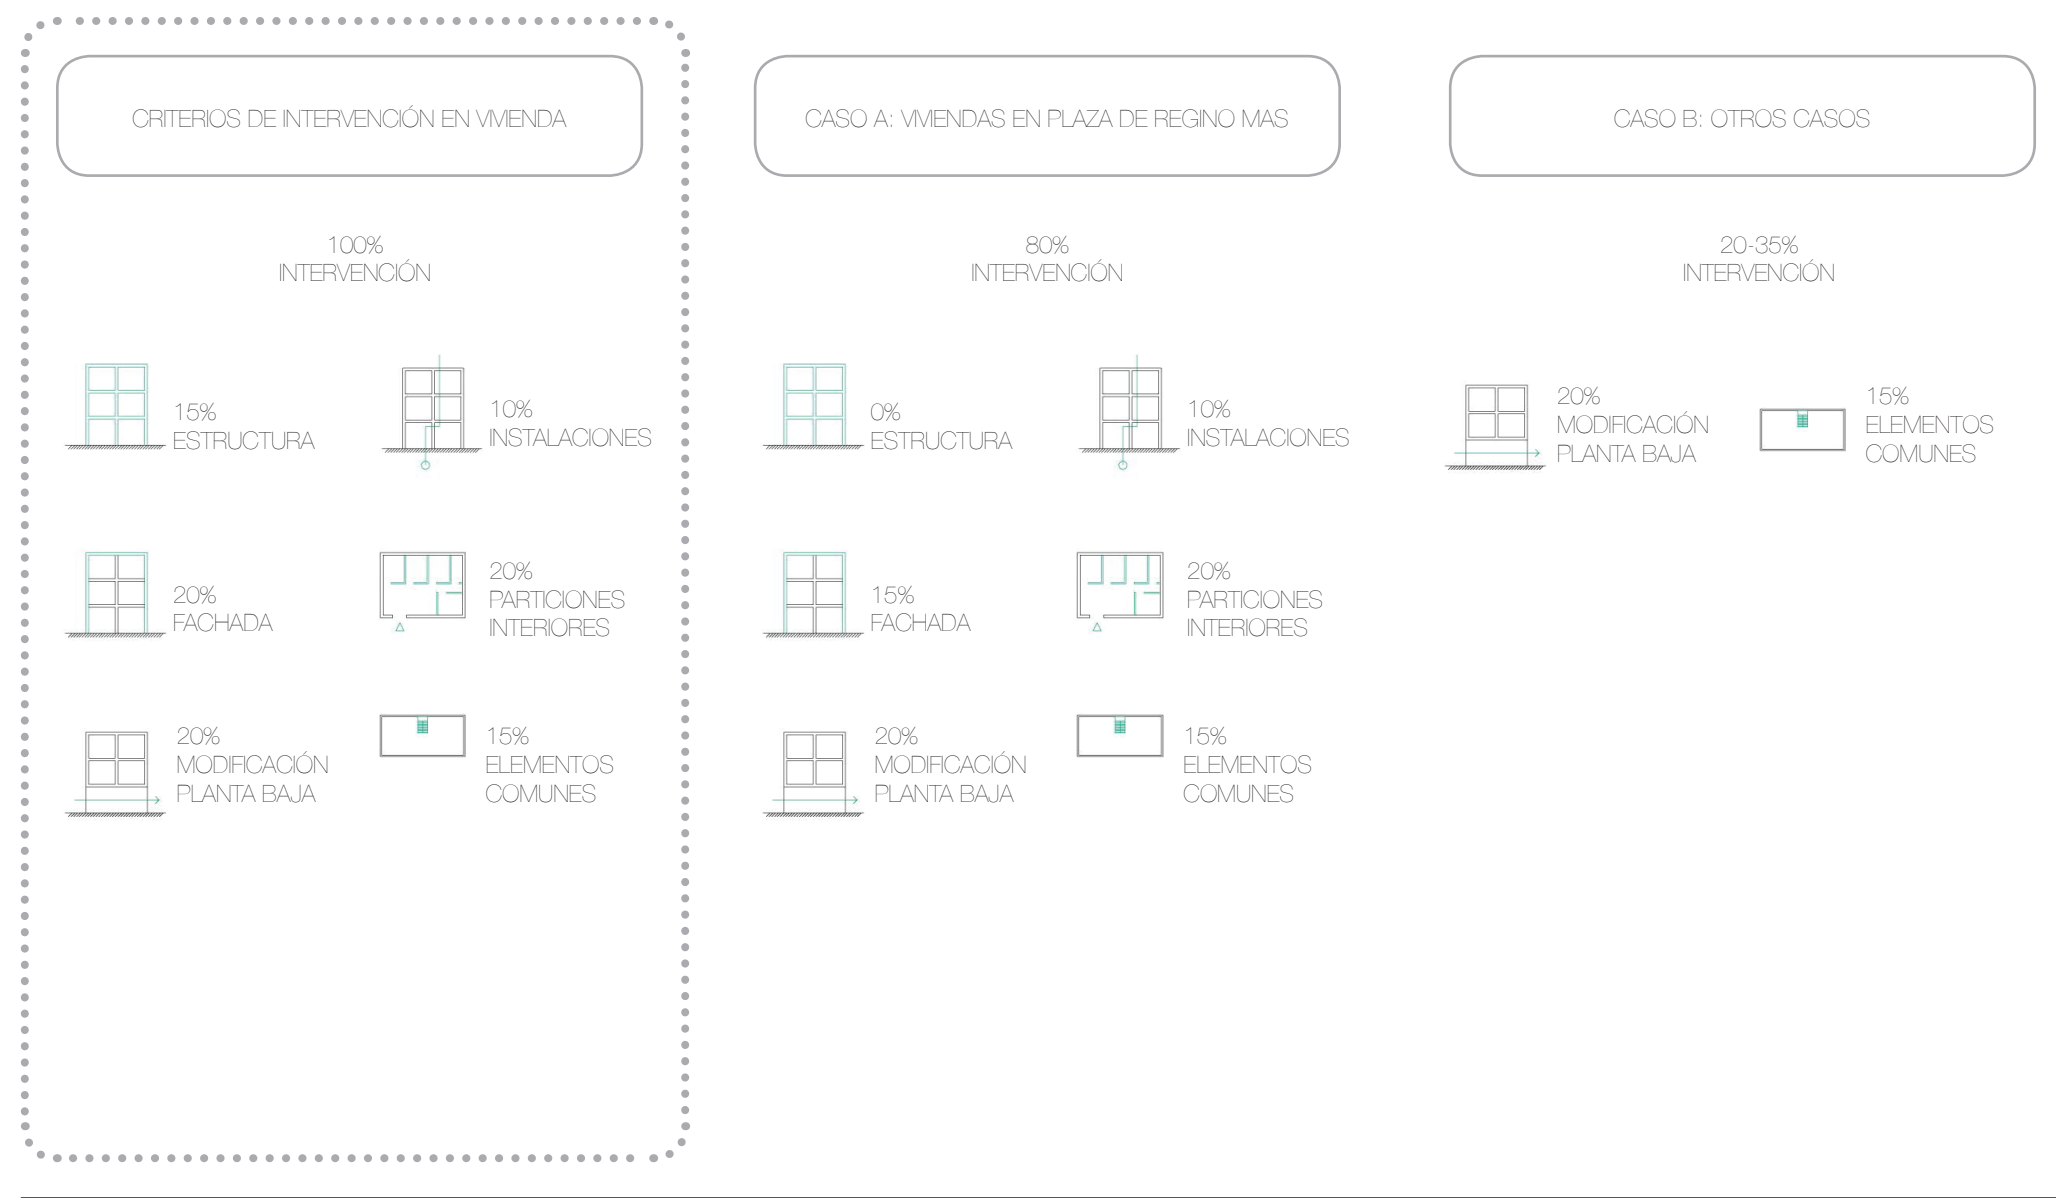 CRITERIOS DE INTERVENCIÓN EN VIVIENDA
100%
INTERVENCIÓN
15%
ESTRUCTURA
10%
INSTALACIONES
20%
FACHADA
20%
PARTICIONES
INTERIORES
20%
MODIFICACIÓN
PLANTA BAJA
15%
ELEMENTOS
COMUNES
CASO A: VIVIENDAS EN PLAZA DE REGINO MAS
80%
INTERVENCIÓN
0%
ESTRUCTURA
10%
INSTALACIONES
15%
FACHADA
20%
PARTICIONES
INTERIORES
20%
MODIFICACIÓN
PLANTA BAJA
15%
ELEMENTOS
COMUNES
CASO B: OTROS CASOS
20-35%
INTERVENCIÓN
20%
MODIFICACIÓN
PLANTA BAJA
15%
ELEMENTOS
COMUNES